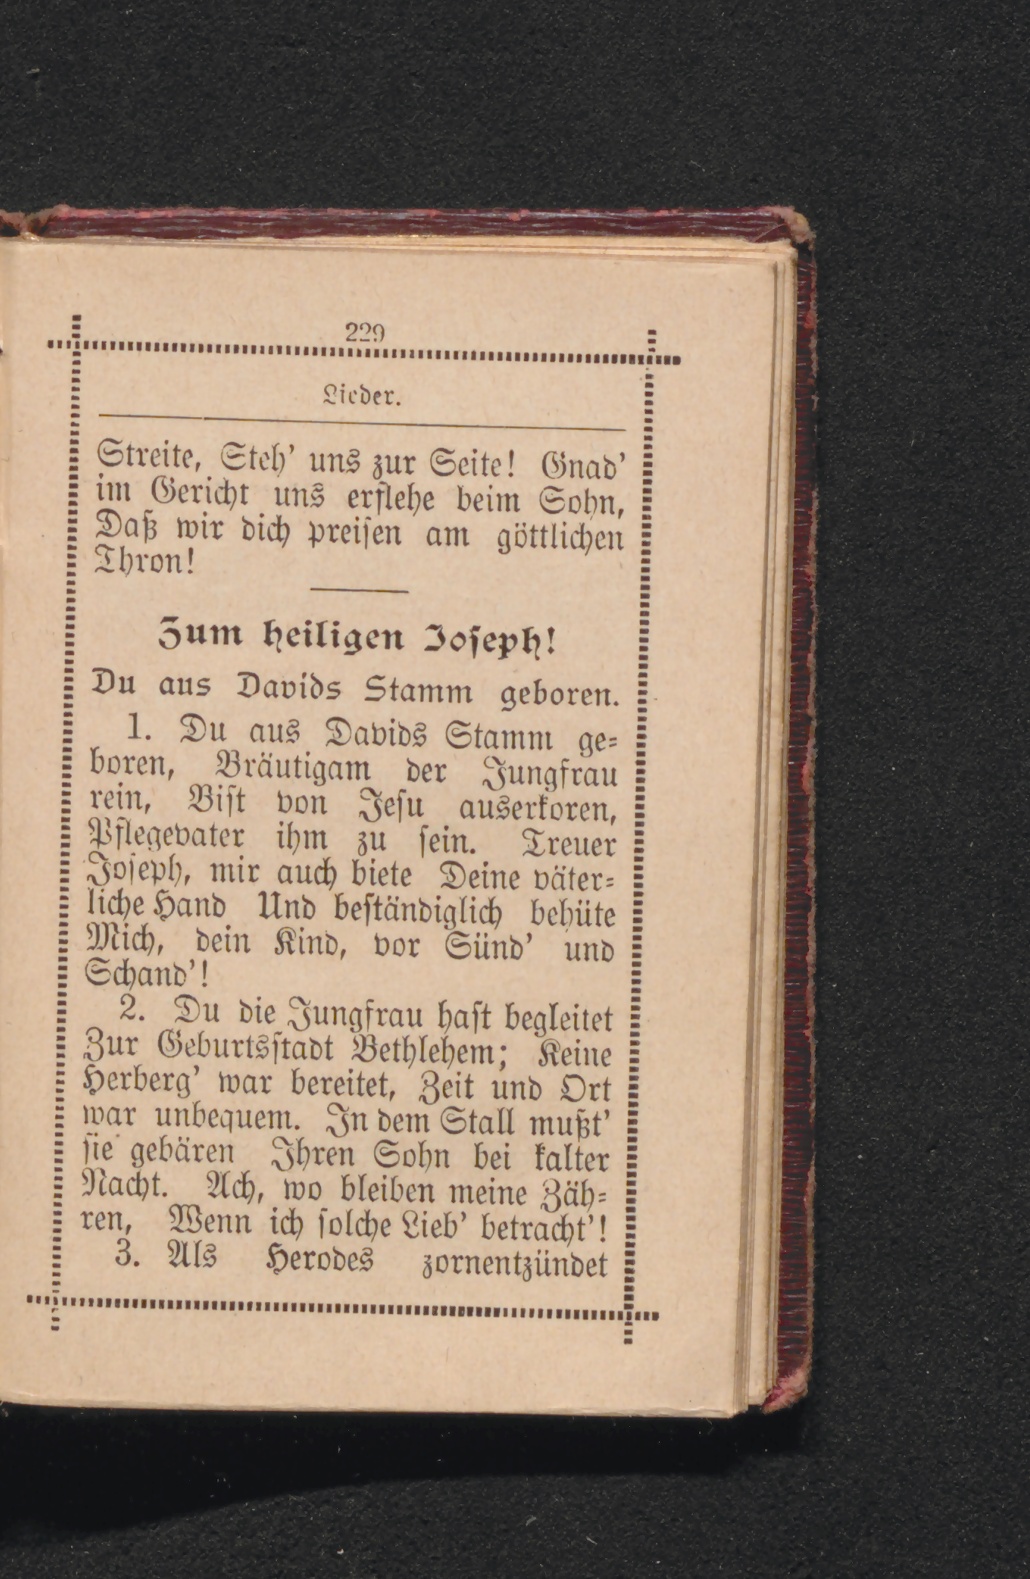 229
Lieder.
Streite, Steh' uns zur Seite! Gnad'
im Gericht uns erflehe beim Sohn,
Daß wir dich preisen am göttlichen
Thron!
Zum heiligen Joseph!
Du aus Davids Stamm geboren.
1. Du aus Davids Stamm ge-
boren, Bräutigam der Jungfrau
rein, Bist von Jesu auserkoren,
Pflegevater ihm zu sein. Treuer
Joseph, mir auch biete Deine väter-
liche Hand Und beständiglich behüte
Mich, dein Kind, vor Sünd' und
Schand'!
2. Du die Jungfrau hast begleitet
Zur Geburtsstadt Bethlehem; Keine
Herberg' war bereitet, Zeit und Ort
war unbequem. In dem Stall mußt'
sie gebären Ihren Sohn bei kalter
Nacht. Ach, wo bleiben meine Zäh-
ren, Wenn ich solche Lieb' betracht'!
3. Als Herodes zornentzündet